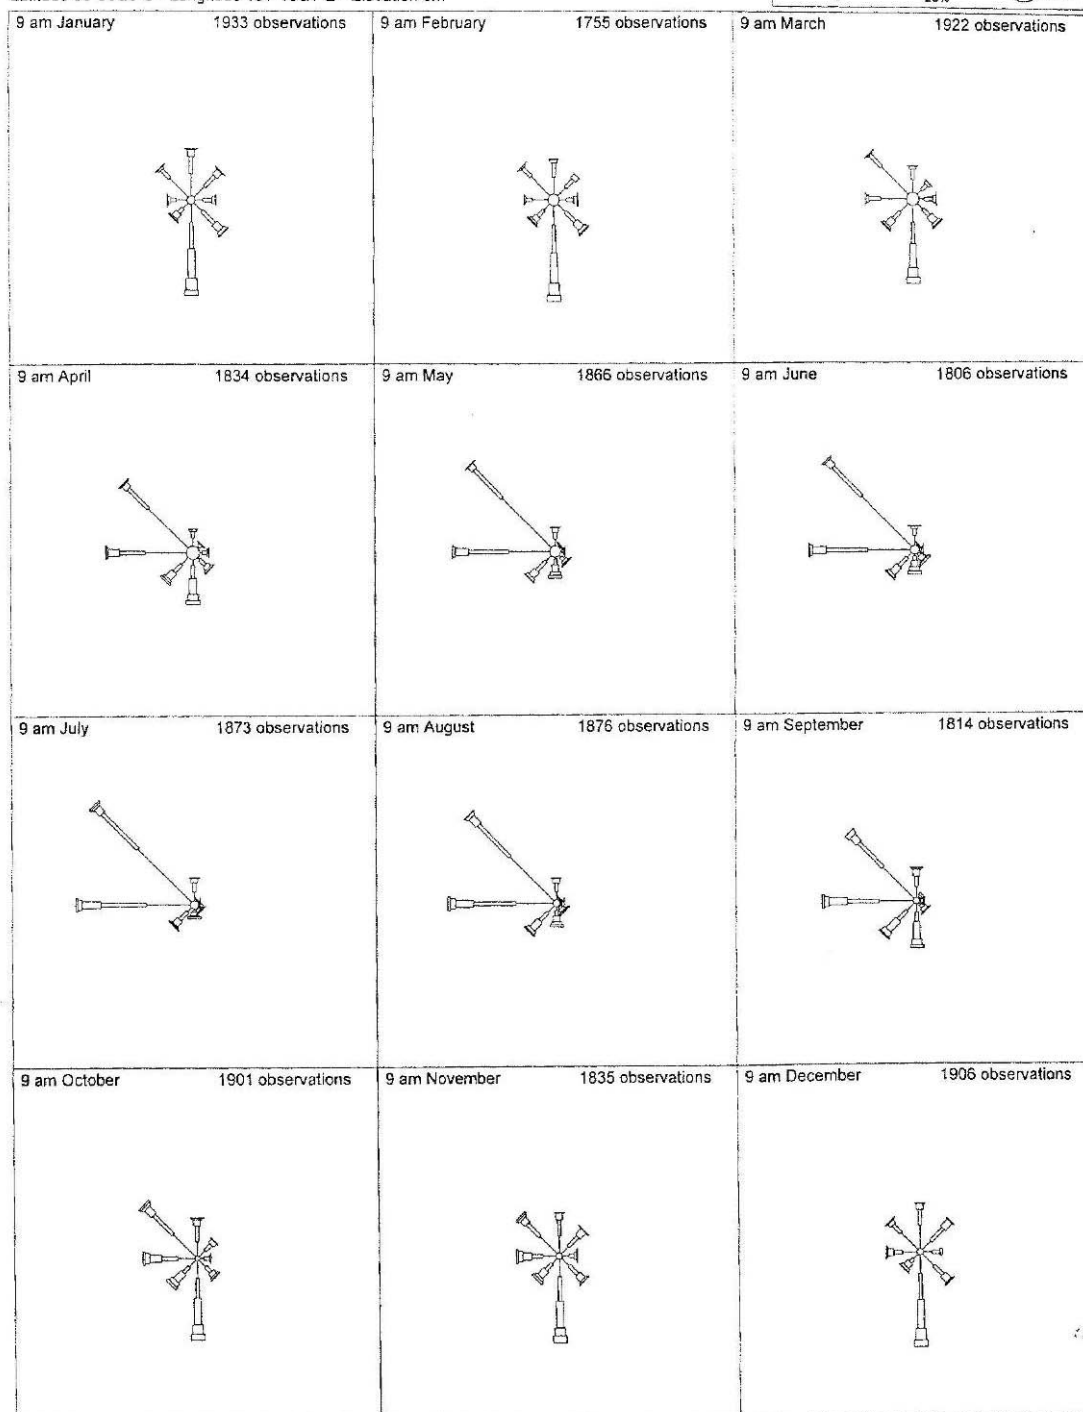 9 am January 1933 observations
9 am February 1755 observations
9 am March 1922 observations
9 am April 1834 observations
9 am May 1866 observations
9 am June 1806 observations
9 am July 1873 observations
9 am August 1876 observations
9 am September 1814 observations
9 am October 1901 observations
9 am November 1835 observations
9 am December 1906 observations